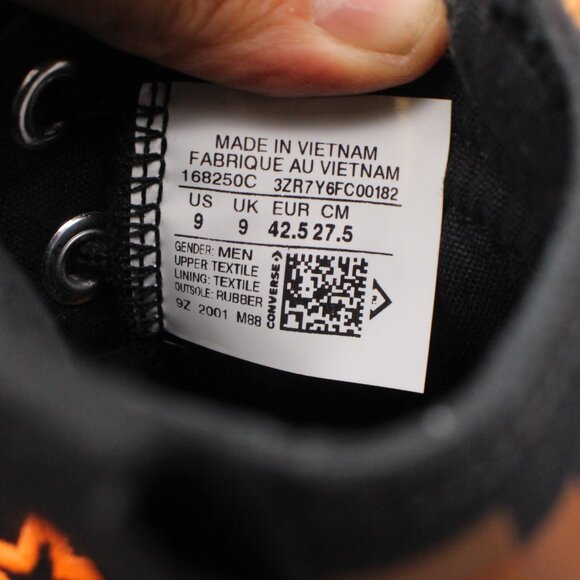 MADE IN VIETNAM
FABRIQUE AU VIETNAM
168250C 3ZR7Y6FC00182
US UK EUR CM
9 9 42.5 27.5
GENDER: MEN
UPPER TEXTILE
LINING: TEXTILE
OUTSOLE: RUBBER
9Z 2001 M88
CONVERSE